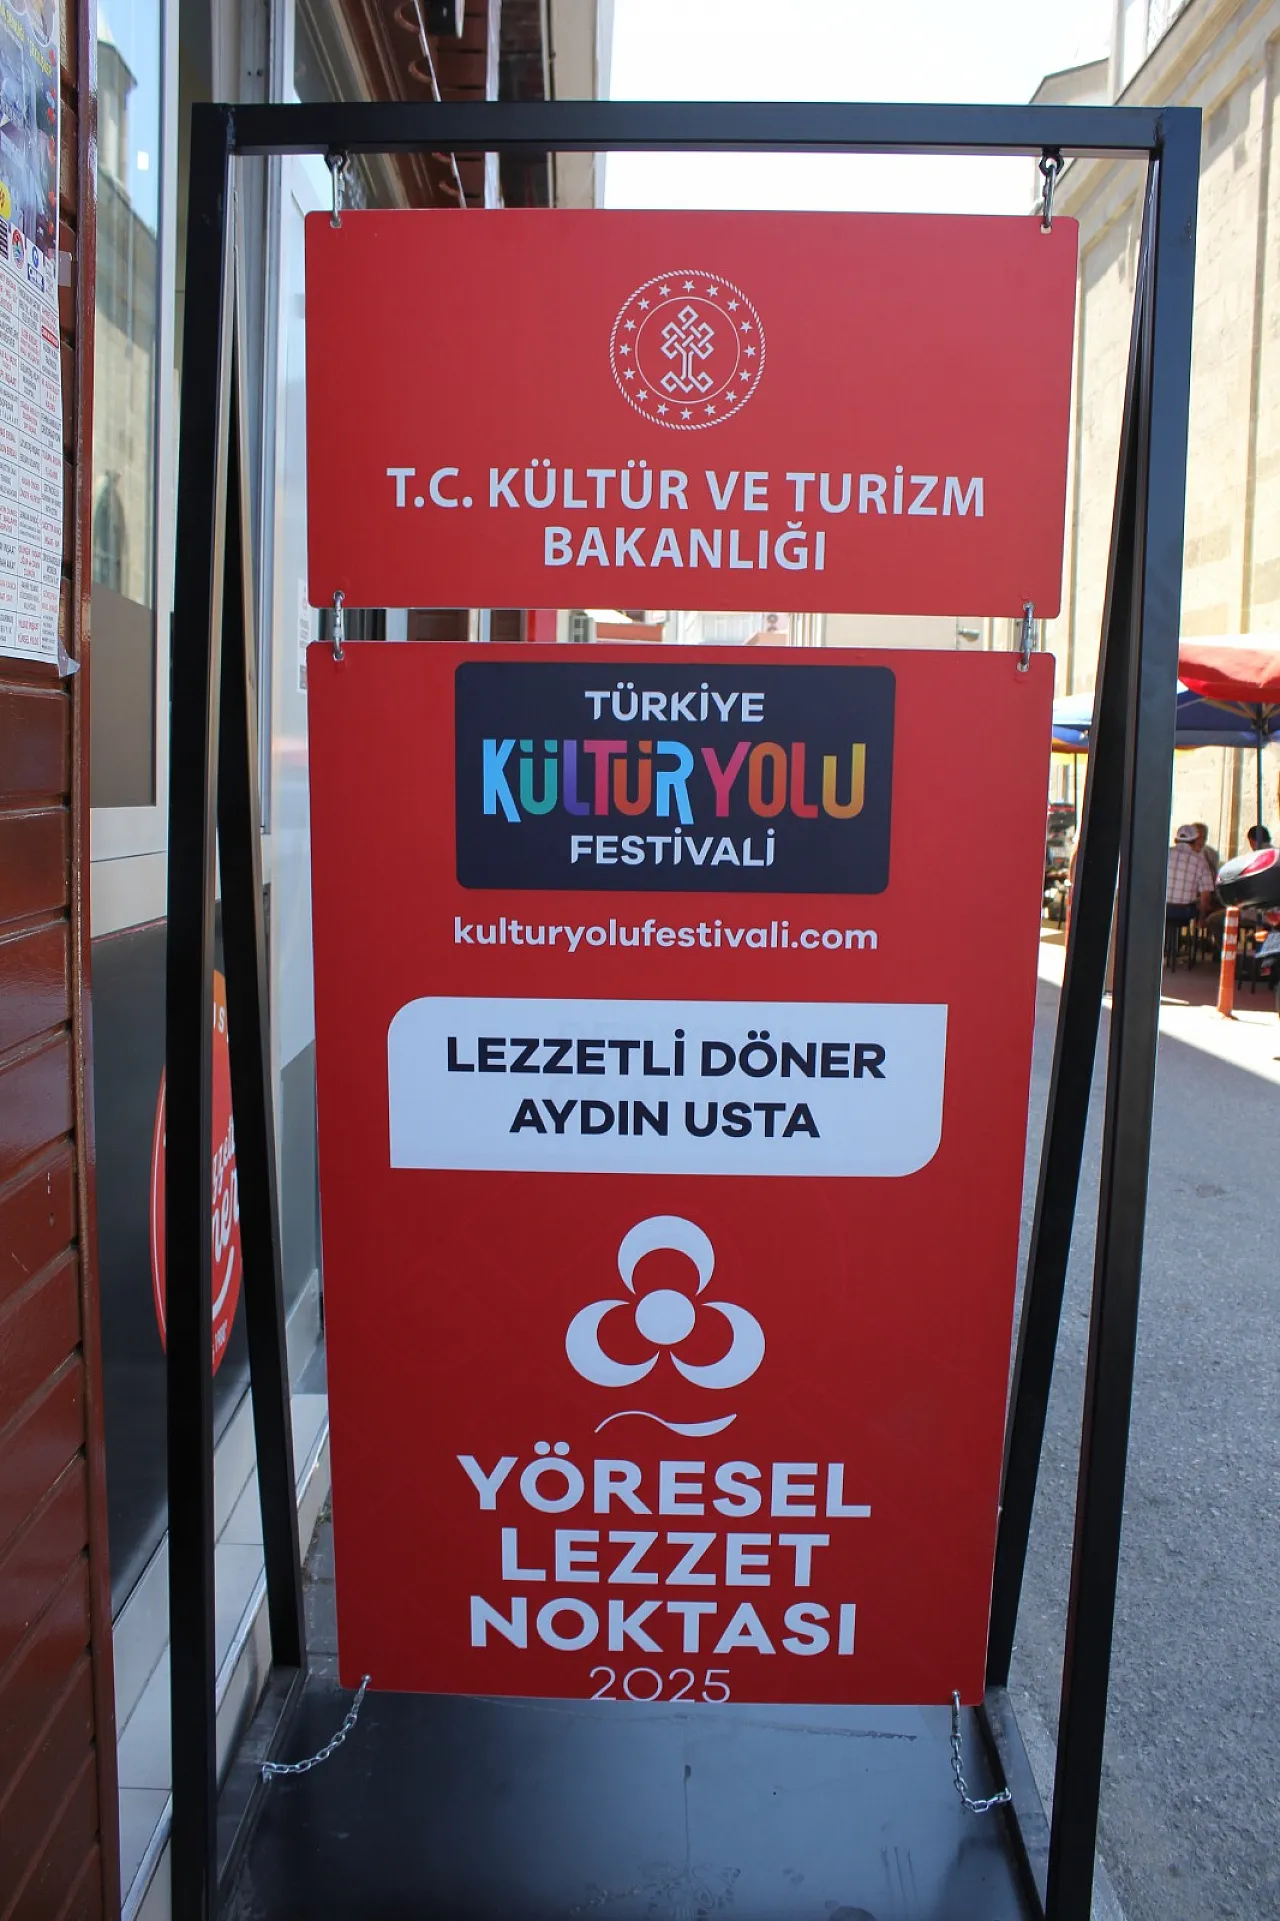 T.C. KÜLTÜR VE TURİZM
BAKANLIĞI
TÜRKİYE
KÜLTÜR YOLU
FESTİVALİ
kulturyolufestivali.com
LEZZETLİ DÖNER
AYDIN USTA
YÖRESEL
LEZZET
NOKTASI
2025